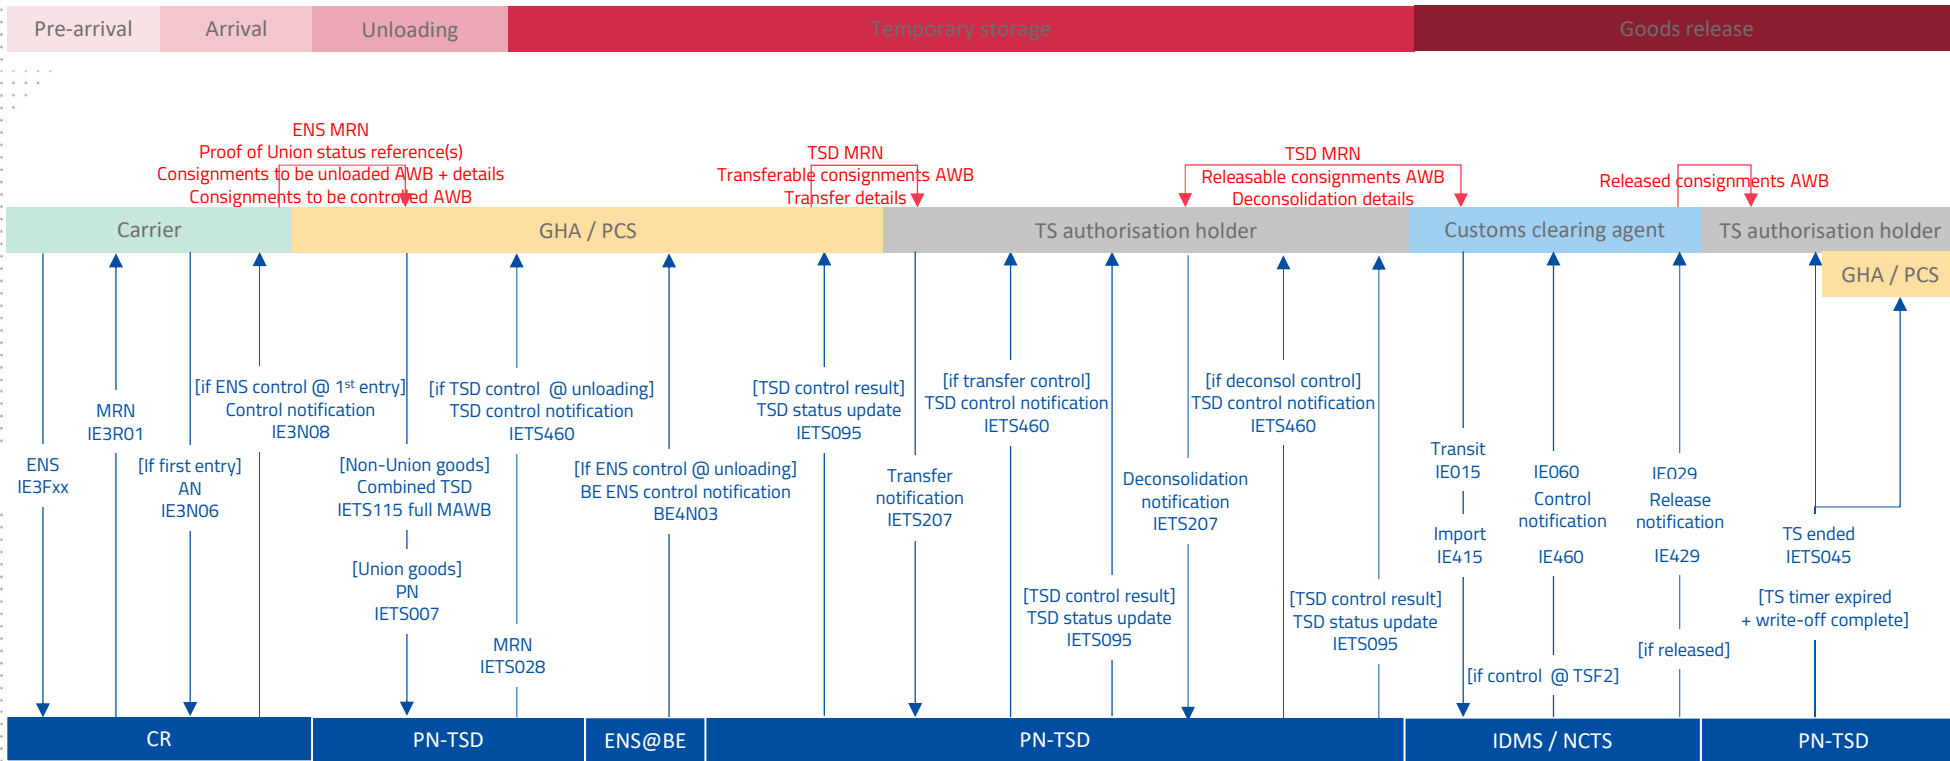 Pre-arrival
Arrival
Unloading
Temporary storage
Goods release
ENS MRN
Proof of Union status reference(s)
Consignments to be unloaded AWB + details
Consignments to be controlled AWB
TSD MRN
Transferable consignments AWB
Transfer details
TSD MRN
Releasable consignments AWB
Deconsolidation details
Released consignments AWB
Carrier
GHA / PCS
TS authorisation holder
Customs clearing agent
TS authorisation holder
GHA / PCS
ENS
IE3Fxx
MRN
IE3R01
[If first entry]
AN
IE3N06
[if ENS control @ 1st entry]
Control notification
IE3N08
[Non-Union goods]
Combined TSD
IETS115 full MAWB
[Union goods]
PN
IETS007
[if TSD control @ unloading]
TSD control notification
IETS460
MRN
IETS028
[If ENS control @ unloading]
BE ENS control notification
BE4N03
[TSD control result]
TSD status update
IETS095
Transfer
notification
IETS207
[if transfer control]
TSD control notification
IETS460
[TSD control result]
TSD status update
IETS095
Deconsolidation
notification
IETS207
[if deconsol control]
TSD control notification
IETS460
[TSD control result]
TSD status update
IETS095
Transit
IE015
Import
IE415
IE060
Control
notification
IE460
[if control @ TSF2]
IE029
Release
notification
IE429
[if released]
TS ended
IETS045
[TS timer expired
+ write-off complete]
CR
PN-TSD
ENS@BE
PN-TSD
IDMS / NCTS
PN-TSD